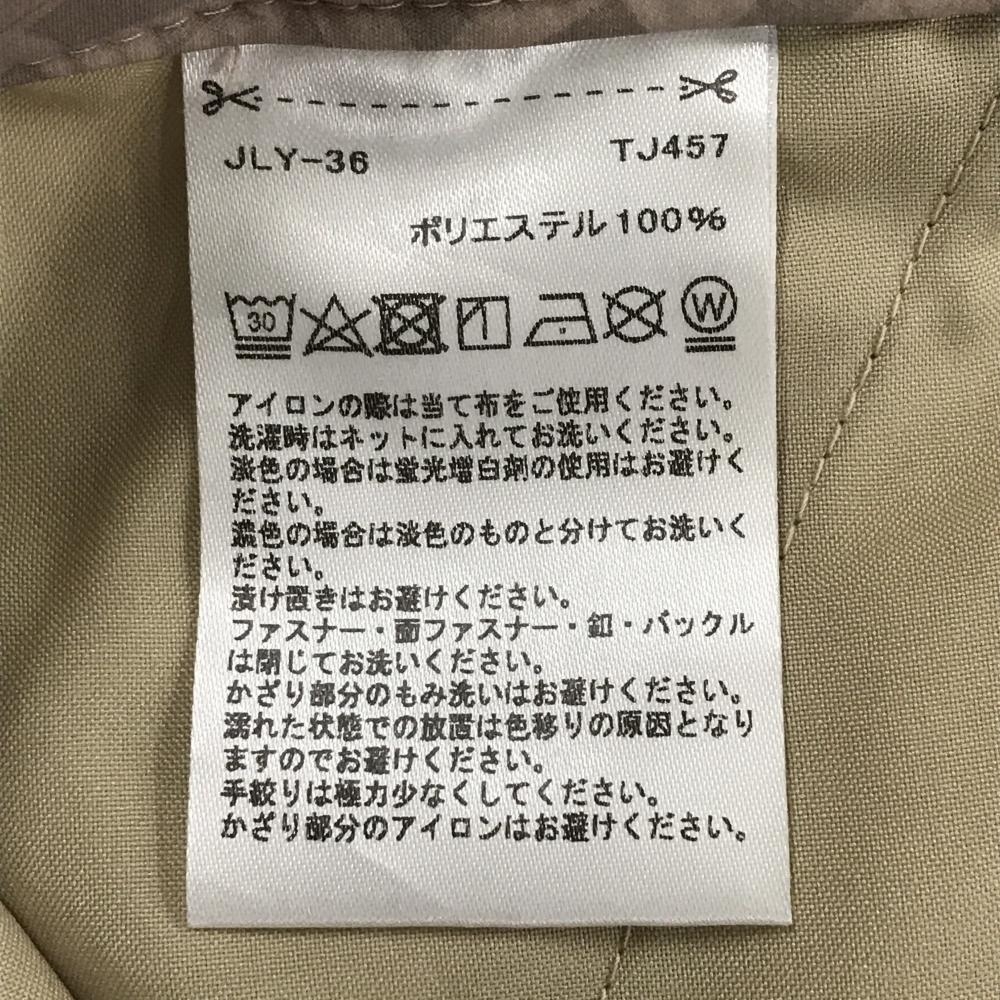 JLY-36 TJ457
ポリエステル100%
30 W
アイロンの際は当て布をご使用ください。
洗濯時はネットに入れてお洗いください。
淡色の場合は蛍光増白剤の使用はお避けく
ださい。
濃色の場合は淡色のものと分けてお洗いく
ださい。
漬け置きはお避けください。
ファスナー・面ファスナー・釦・バックル
は閉じてお洗いください。
かざり部分のもみ洗いはお避けください。
濡れた状態での放置は色移りの原因となり
ますのでお避けください。
手絞りは極力少なくしてください。
かざり部分のアイロンはお避けください。